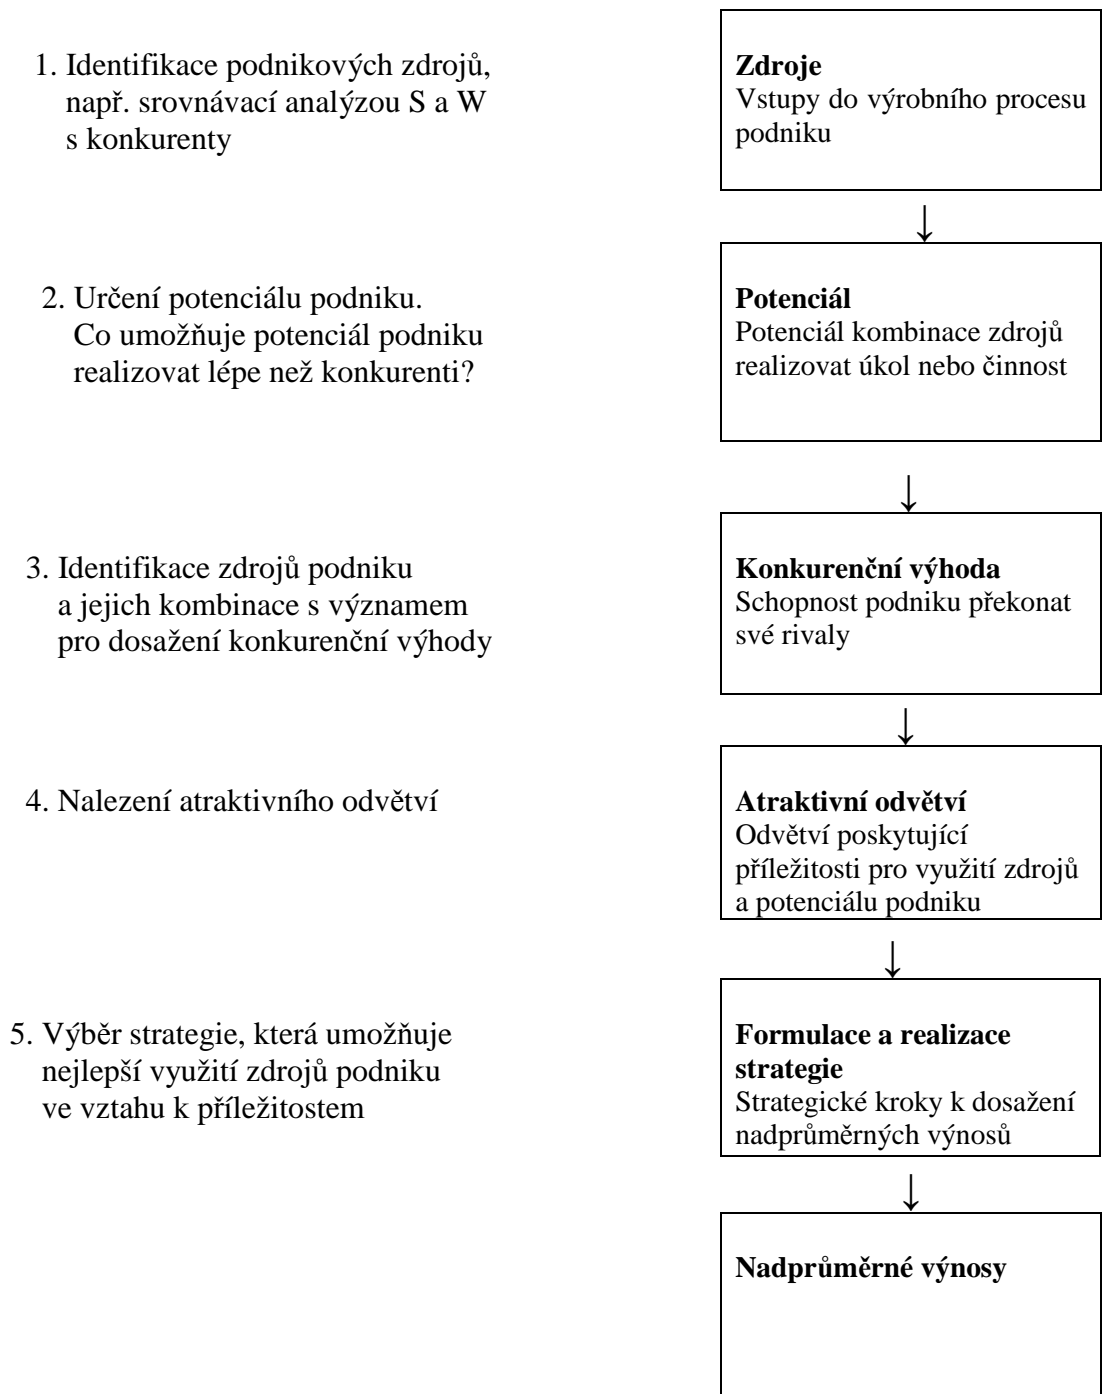 1. Identifikace podnikových zdrojů,
např. srovnávací analýzou S a W
s konkurenty
Zdroje
Vstupy do výrobního procesu
podniku
↓
2. Určení potenciálu podniku.
Co umožňuje potenciál podniku
realizovat lépe než konkurenti?
Potenciál
Potenciál kombinace zdrojů
realizovat úkol nebo činnost
↓
3. Identifikace zdrojů podniku
a jejich kombinace s významem
pro dosažení konkurenční výhody
Konkurenční výhoda
Schopnost podniku překonat
své rivaly
↓
4. Nalezení atraktivního odvětví
Atraktivní odvětví
Odvětví poskytující
příležitosti pro využití zdrojů
a potenciálu podniku
↓
5. Výběr strategie, která umožňuje
nejlepší využití zdrojů podniku
ve vztahu k příležitostem
Formulace a realizace
strategie
Strategické kroky k dosažení
nadprůměrných výnosů
↓
Nadprůměrné výnosy